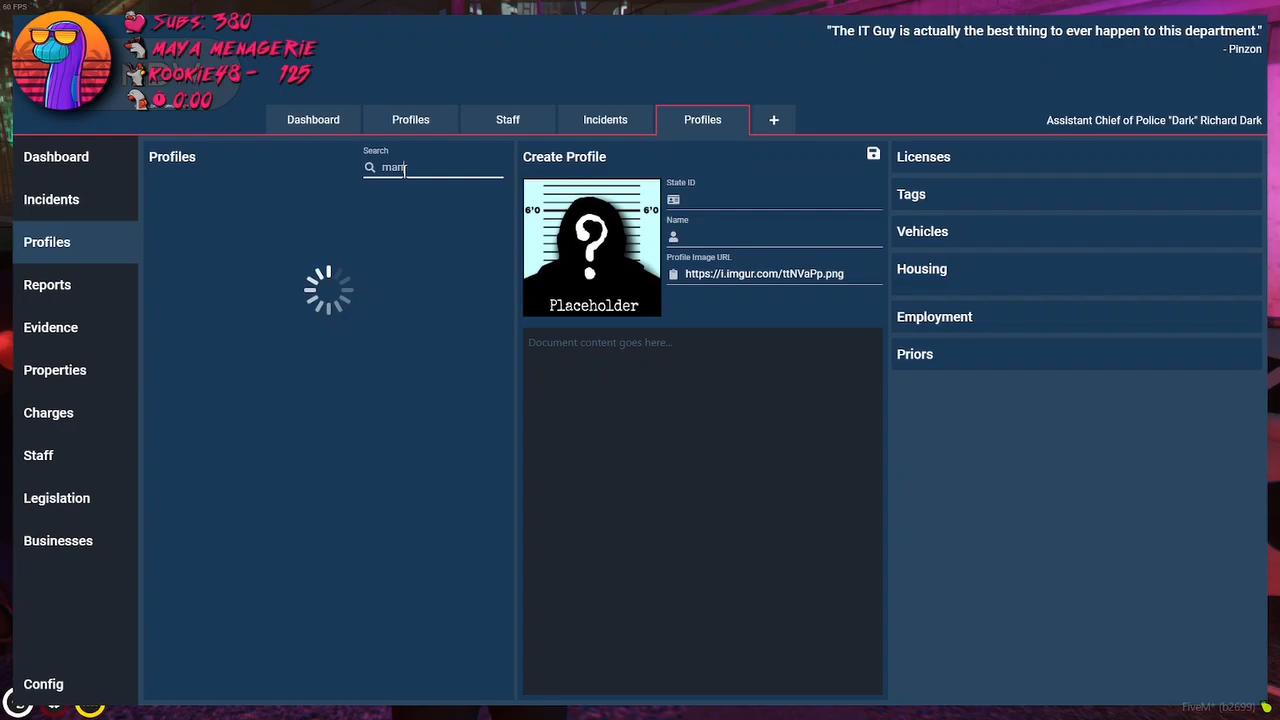 60 FPS
SUBS: 380
MAYA MENAGERIE
ROOKIE48 - 125
0:00
"The IT Guy is actually the best thing to ever happen to this department."
- Pinzon
Dashboard
Profiles
Staff
Incidents
Profiles
+
Assistant Chief of Police "Dark" Richard Dark
Dashboard
Incidents
Profiles
Reports
Evidence
Properties
Charges
Staff
Legislation
Businesses
Config
Profiles
Search
Create Profile
6'0
6'0
Placeholder
State ID
Name
Profile Image URL
https://i.imgur.com/ttNVaPp.png
Document content goes here...
Licenses
Tags
Vehicles
Housing
Employment
Priors
FiveM* (b2699)